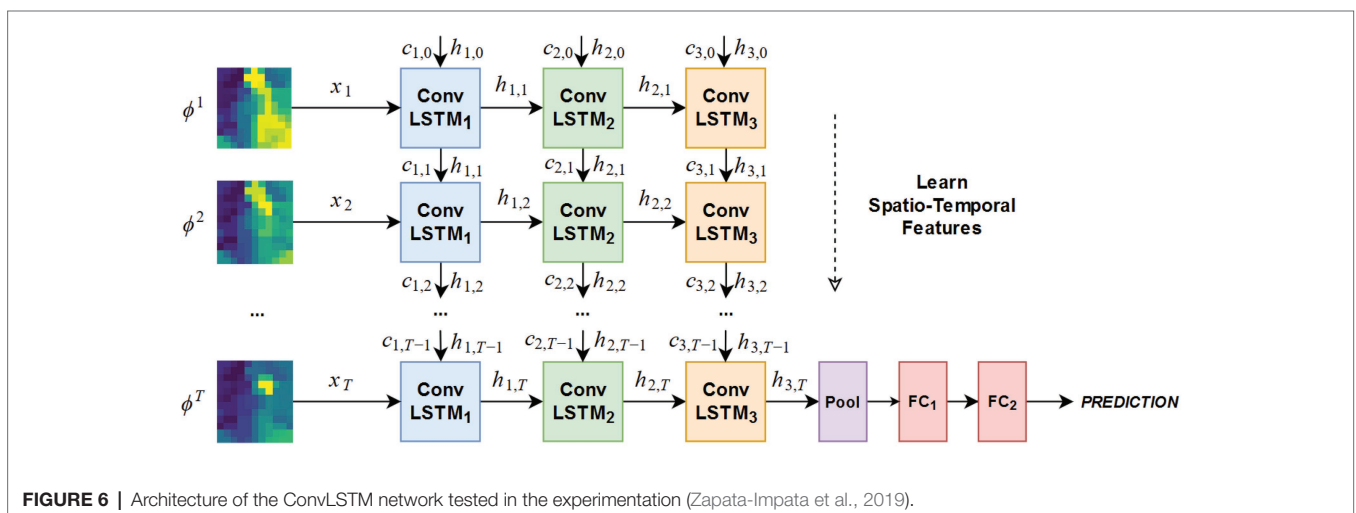 c1,0 h1,0 c2,0 h2,0 c3,0 h3,0
ϕ1 x1 Conv LSTM1 h1,1 Conv LSTM2 h2,1 Conv LSTM3
c1,1 h1,1 c2,1 h2,1 c3,1 h3,1
ϕ2 x2 Conv LSTM1 h1,2 Conv LSTM2 h2,2 Conv LSTM3
Learn
Spatio-Temporal
Features
c1,2 h1,2 c2,2 h2,2 c3,2 h3,2
... ... ... ...
c1,T−1 h1,T−1 c2,T−1 h2,T−1 c3,T−1 h3,T−1
ϕT xT Conv LSTM1 h1,T Conv LSTM2 h2,T Conv LSTM3 h3,T Pool FC1 FC2 PREDICTION
FIGURE 6 | Architecture of the ConvLSTM network tested in the experimentation (Zapata-Impata et al., 2019).